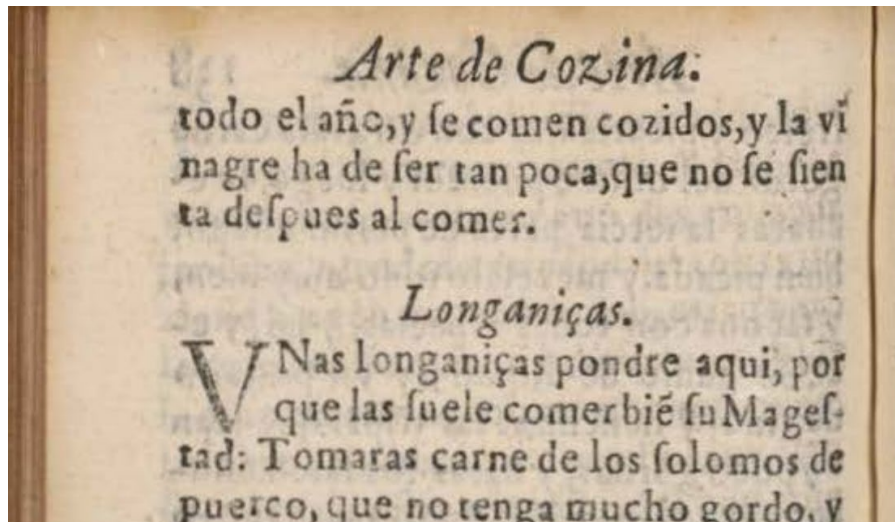 Arte de Cozina.
todo el año, y ſe comen cozidos, y la vĩ
nagre ha de ſer tan poca, que no ſe ſien
ta deſpues al comer.
Longaniças.
VNas longaniças pondre aqui, por
que las ſuele comer biẽ ſu Mageſ-
tad: Tomaras carne de los ſolomos de
puerco, que no tenga mucho gordo, y